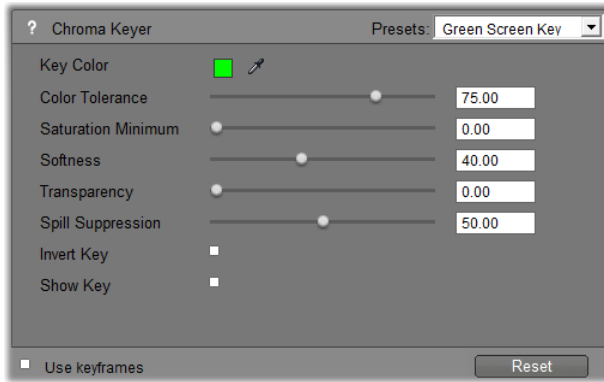 ? Chroma Keyer Presets: Green Screen Key
Key Color
Color Tolerance 75.00
Saturation Minimum 0.00
Softness 40.00
Transparency 0.00
Spill Suppression 50.00
Invert Key
Show Key
Use keyframes Reset